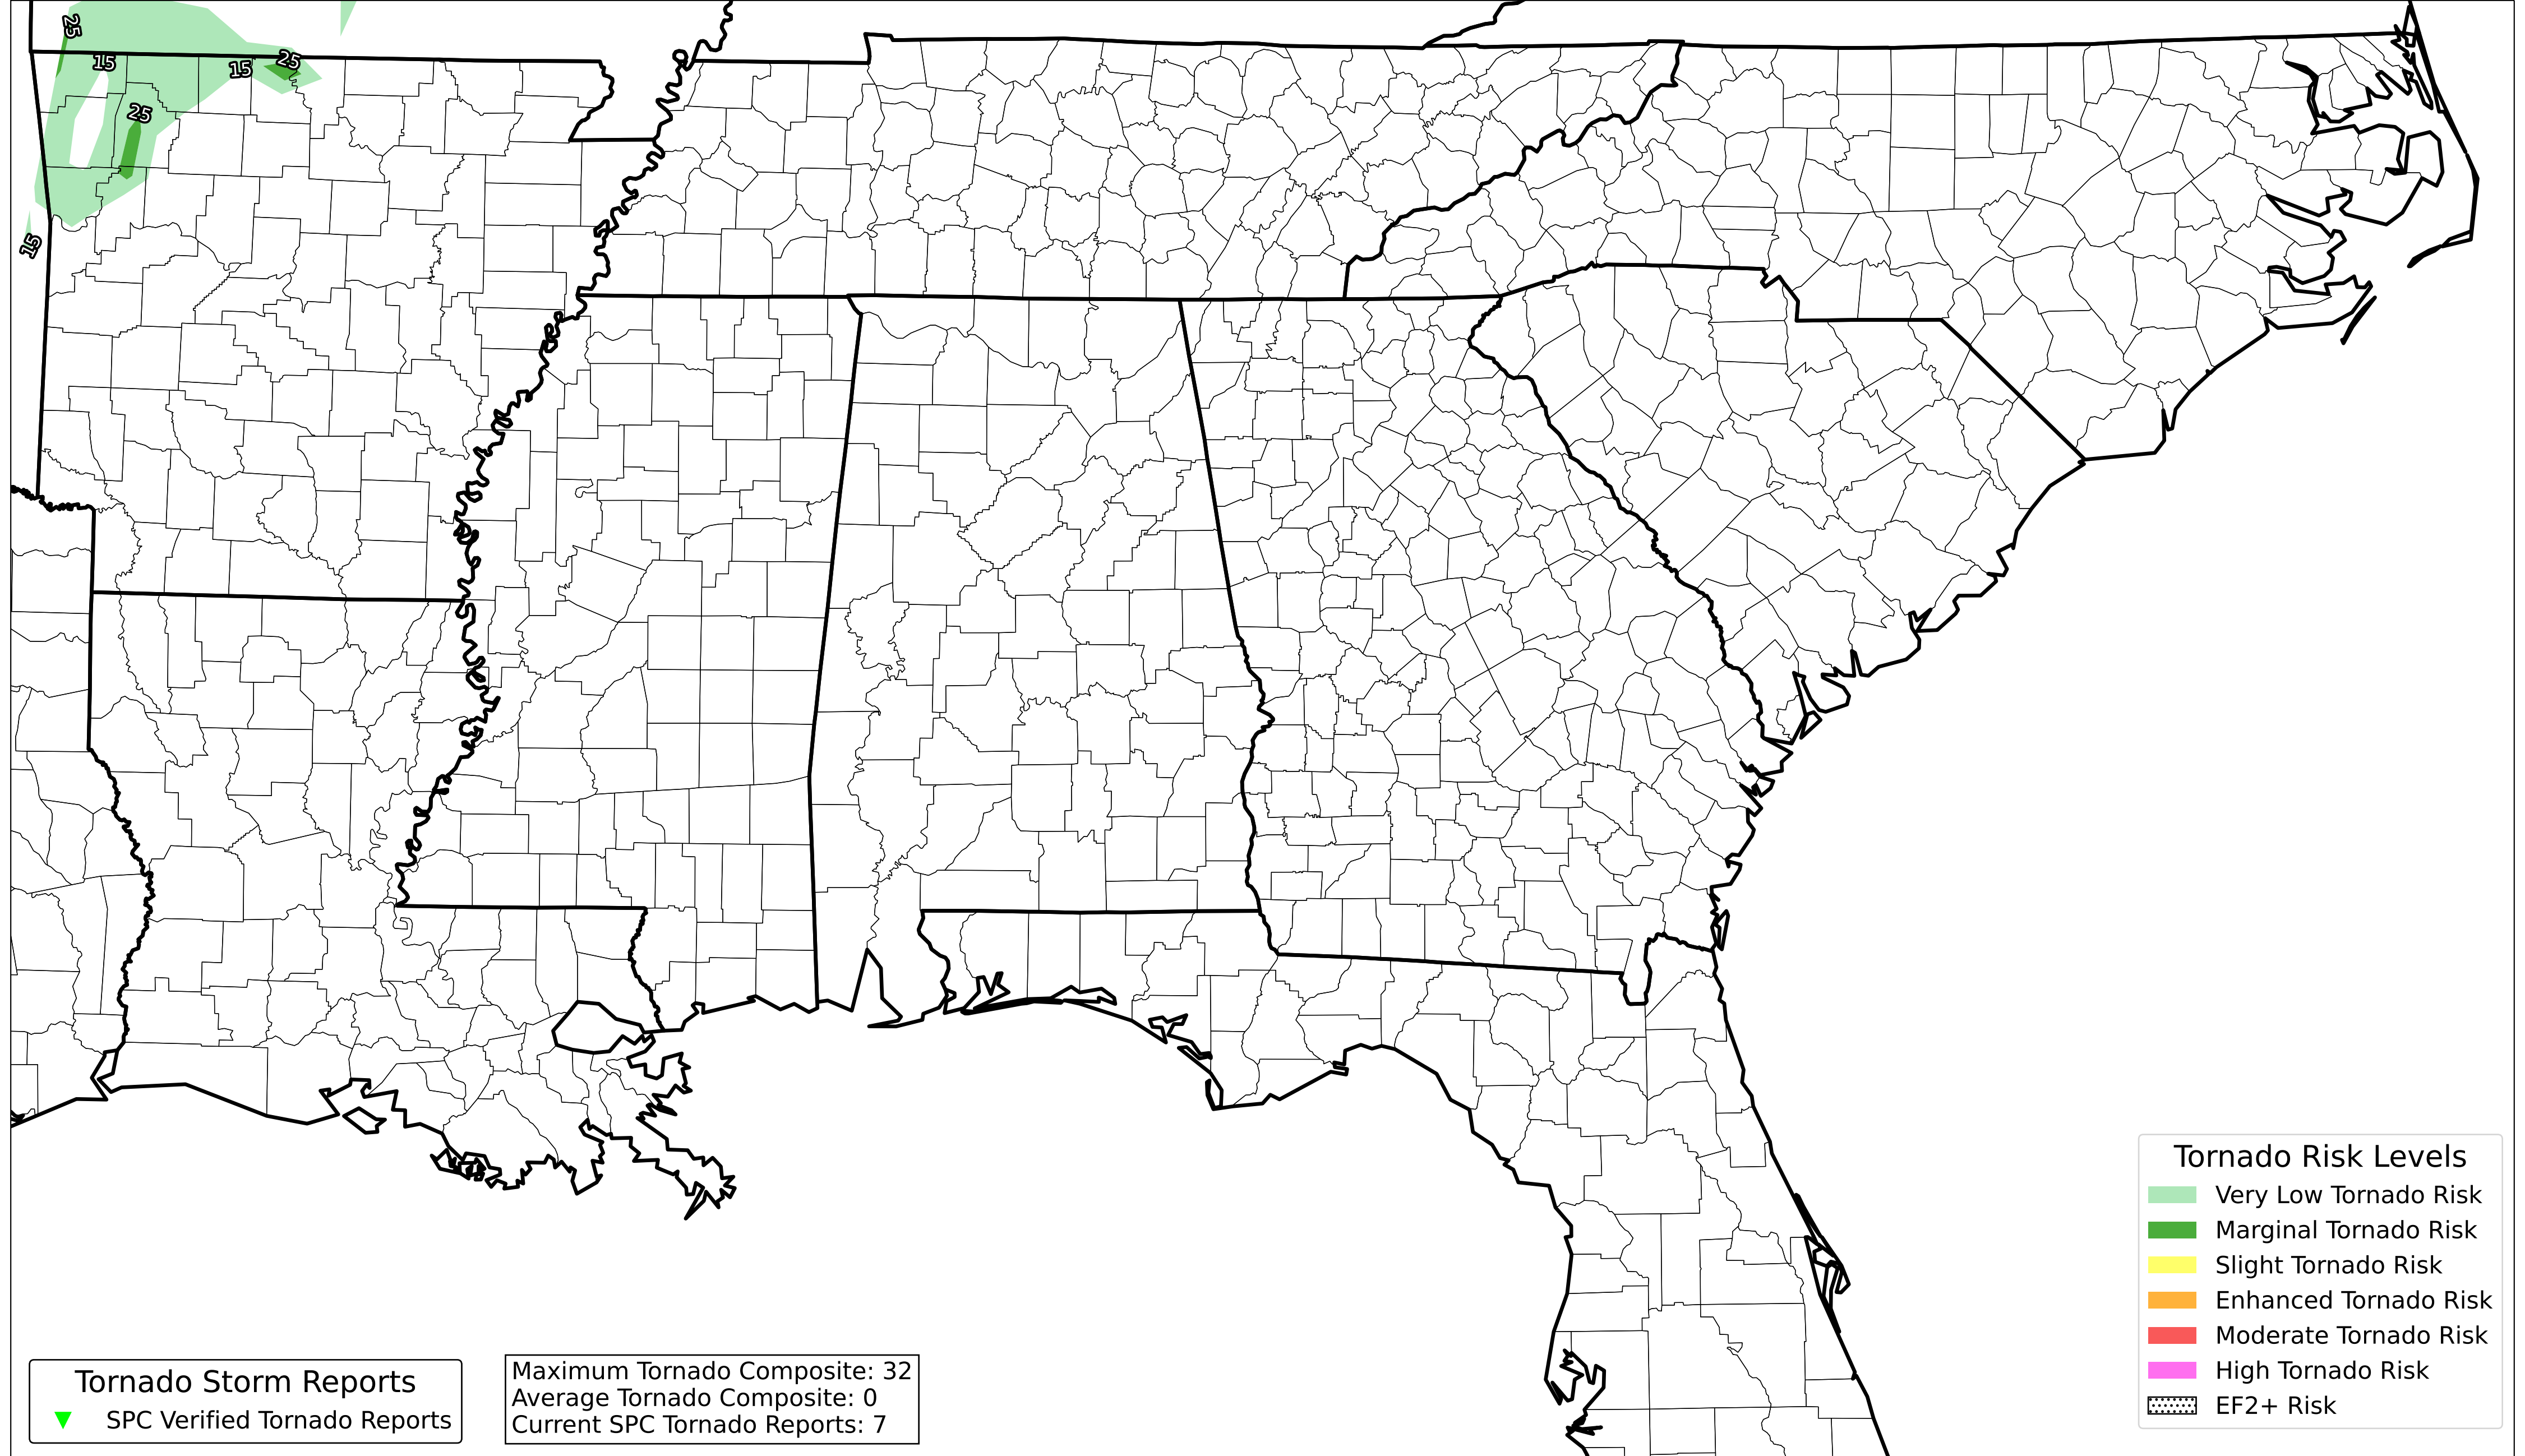 25
15
15
25
25
15
Tornado Risk Levels
Very Low Tornado Risk
Marginal Tornado Risk
Slight Tornado Risk
Enhanced Tornado Risk
Moderate Tornado Risk
High Tornado Risk
EF2+ Risk
Tornado Storm Reports
SPC Verified Tornado Reports
Maximum Tornado Composite: 32
Average Tornado Composite: 0
Current SPC Tornado Reports: 7